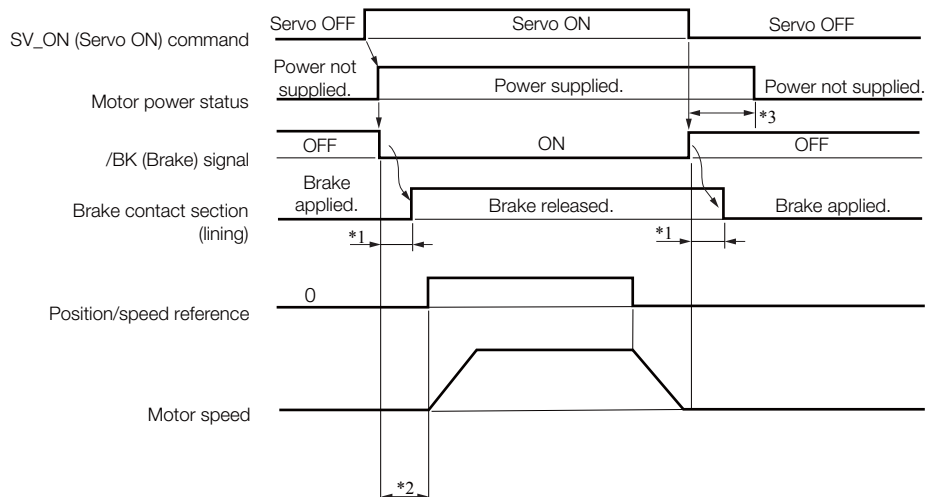 Servo OFF
Servo ON
Servo OFF
SV_ON (Servo ON) command
Power not
supplied.
Power supplied.
Power not supplied.
Motor power status
*3
OFF
ON
OFF
/BK (Brake) signal
Brake
applied.
Brake released.
Brake applied.
Brake contact section
(lining)
*1
*1
0
Position/speed reference
Motor speed
*2